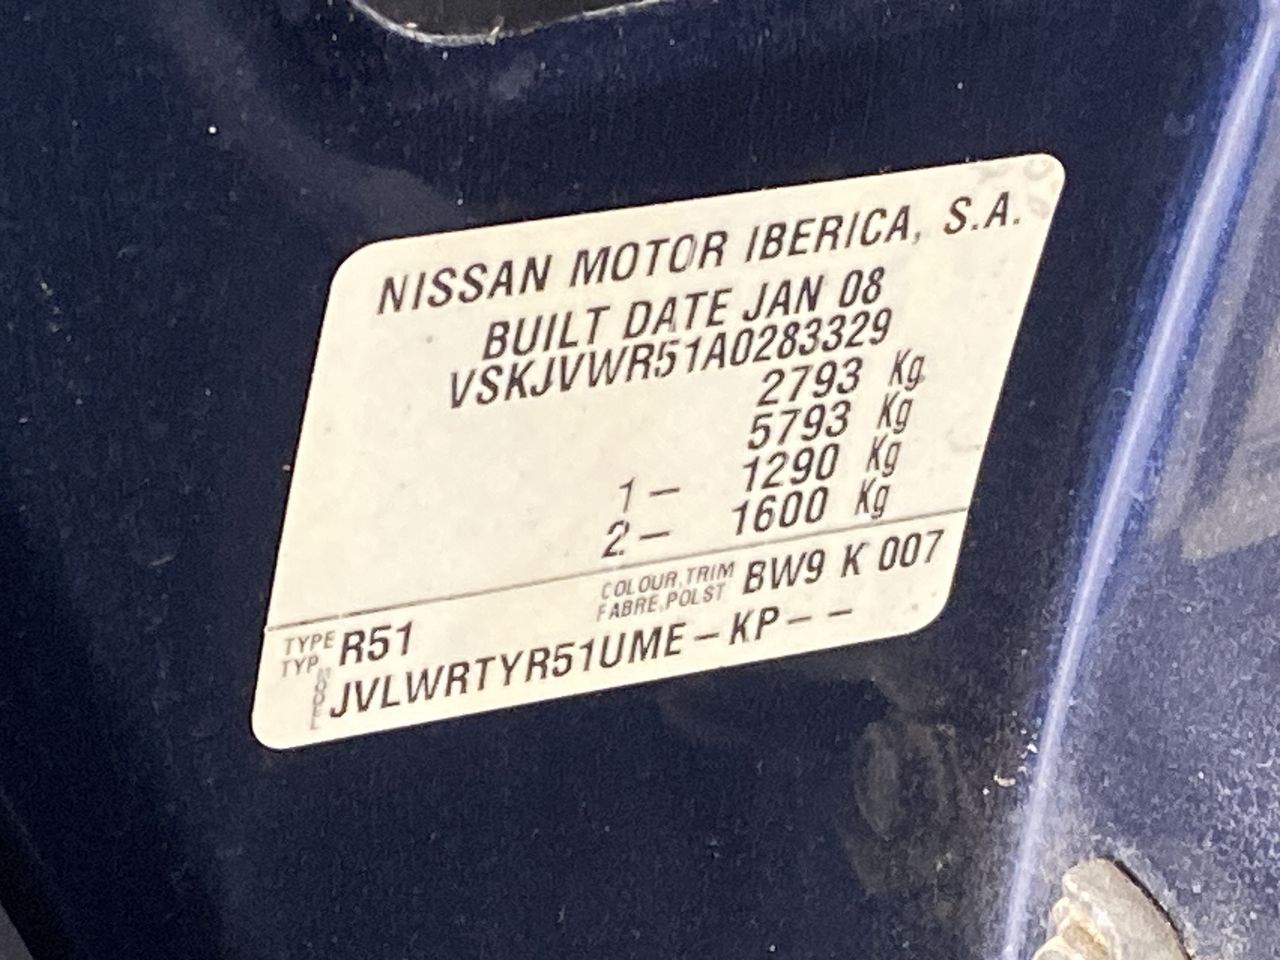 NISSAN MOTOR IBERICA, S.A.
BUILT DATE JAN 08
VSKJVWR51A0283329
2793 Kg
5793 Kg
1 – 1290 Kg
2 – 1600 Kg
COLOUR,TRIM BW9 K 007
FABRE,POLST
TYPE R51
TYP
JVLWRTYR51UME – KP – –